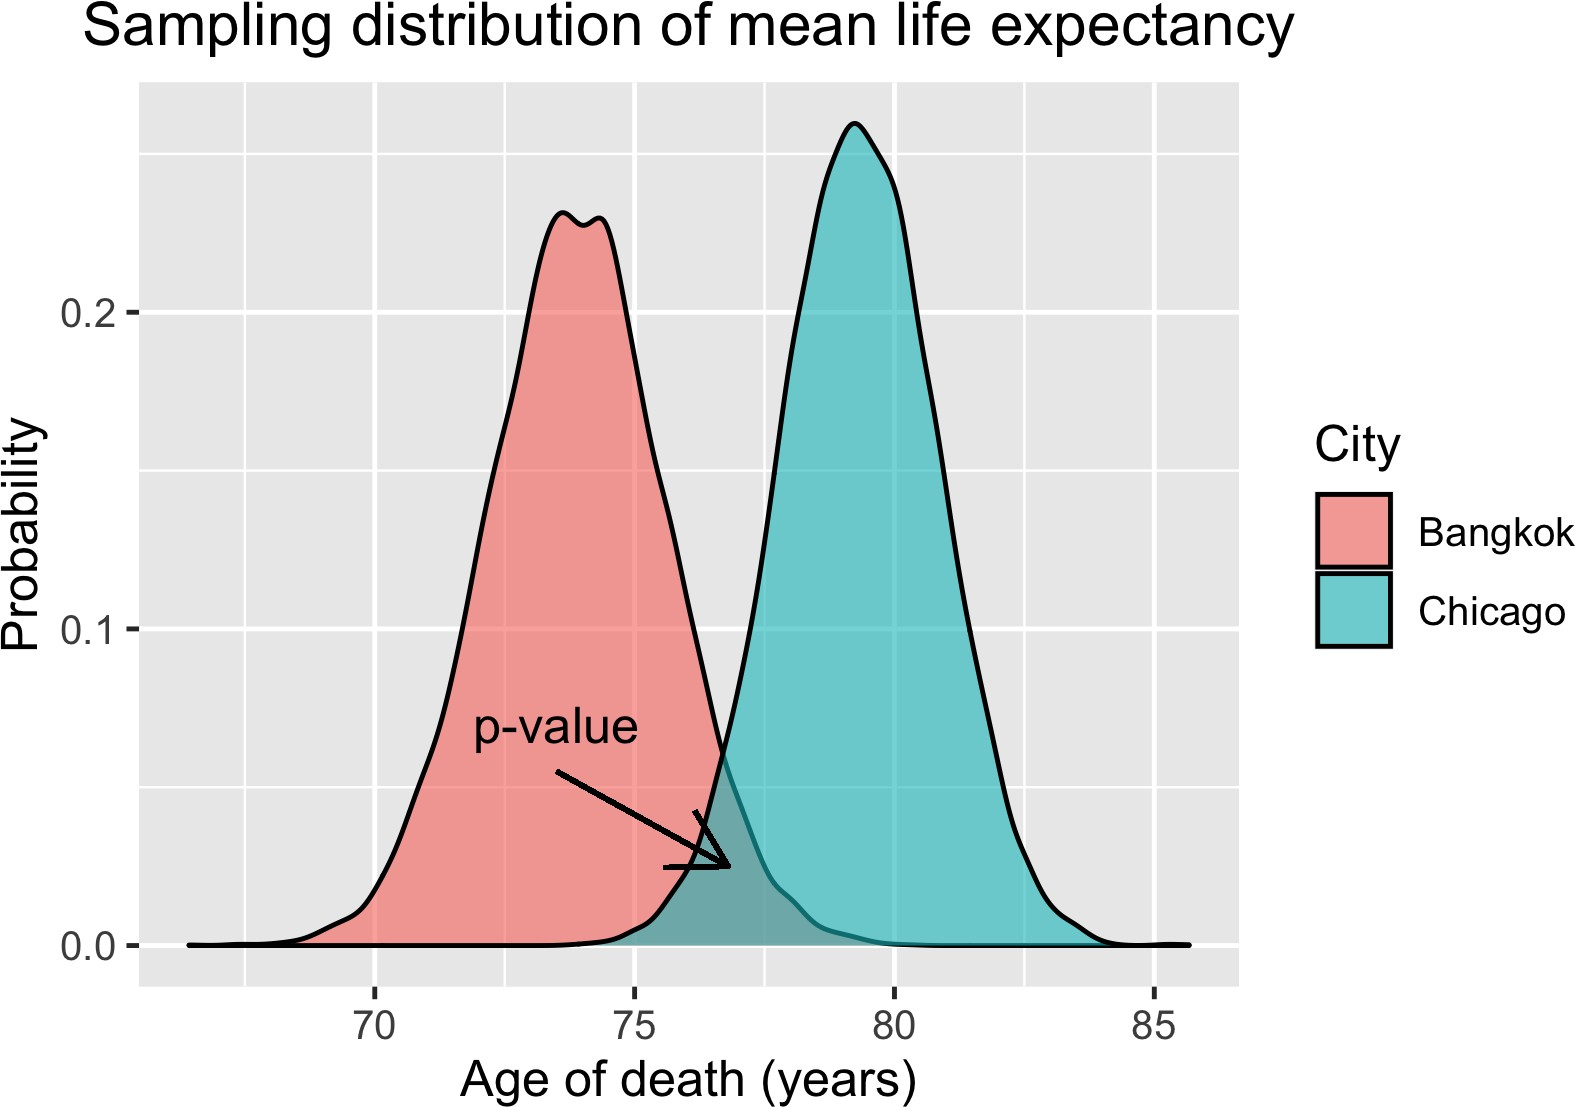 Sampling distribution of mean life expectancy
Probability
0.2
0.1
0.0
p-value
70 75 80 85
Age of death (years)
City
Bangkok
Chicago